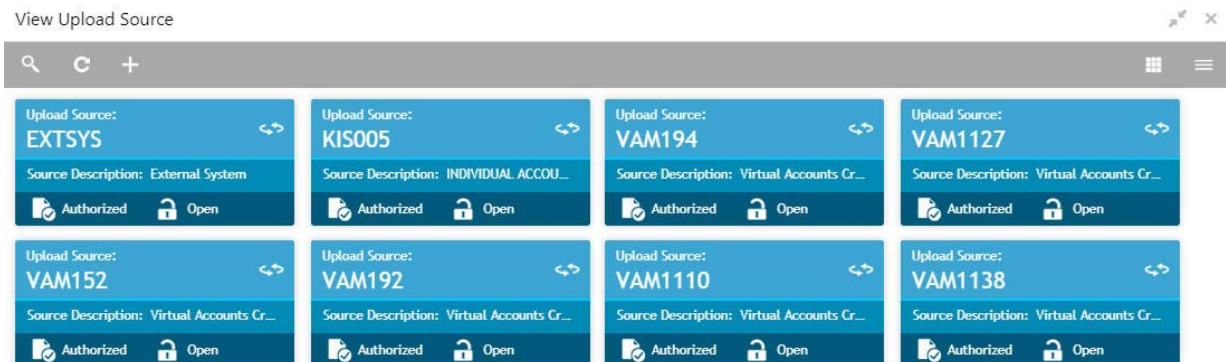 View Upload Source
Upload Source:
EXTSYS
Source Description: External System
Authorized Open
Upload Source:
KIS005
Source Description: INDIVIDUAL ACCOU...
Authorized Open
Upload Source:
VAM194
Source Description: Virtual Accounts Cr...
Authorized Open
Upload Source:
VAM1127
Source Description: Virtual Accounts Cr...
Authorized Open
Upload Source:
VAM152
Source Description: Virtual Accounts Cr...
Authorized Open
Upload Source:
VAM192
Source Description: Virtual Accounts Cr...
Authorized Open
Upload Source:
VAM1110
Source Description: Virtual Accounts Cr...
Authorized Open
Upload Source:
VAM1138
Source Description: Virtual Accounts Cr...
Authorized Open